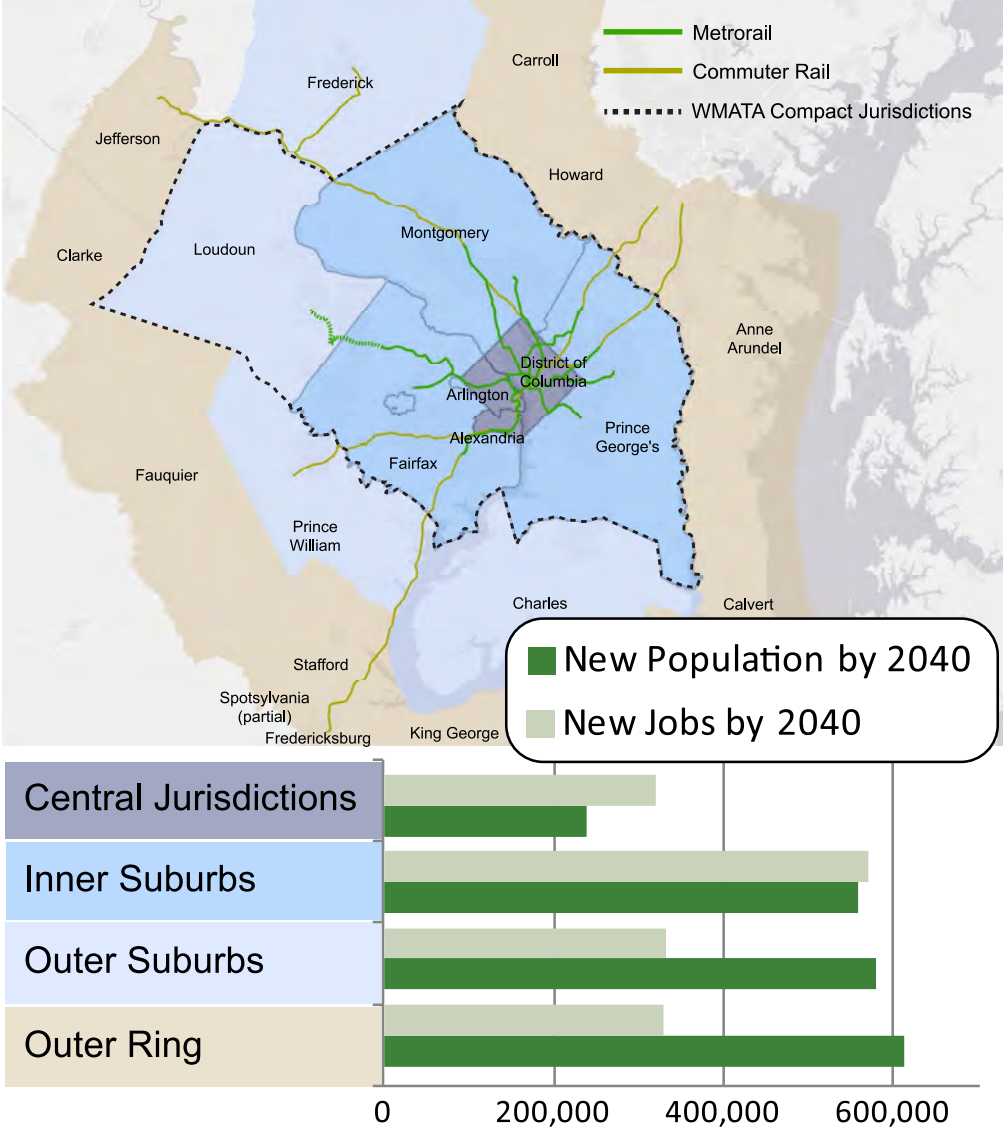 Metrorail
Commuter Rail
WMATA Compact Jurisdictions
Carroll
Frederick
Jefferson
Howard
Montgomery
Loudoun
Clarke
Anne
Arundel
District of
Columbia
Arlington
Prince
George's
Alexandria
Fairfax
Fauquier
Prince
William
Charles
Calvert
Stafford
Spotsylvania
(partial)
Fredericksburg
King George
New Population by 2040
New Jobs by 2040
Central Jurisdictions
Inner Suburbs
Outer Suburbs
Outer Ring
0
200,000
400,000
600,000